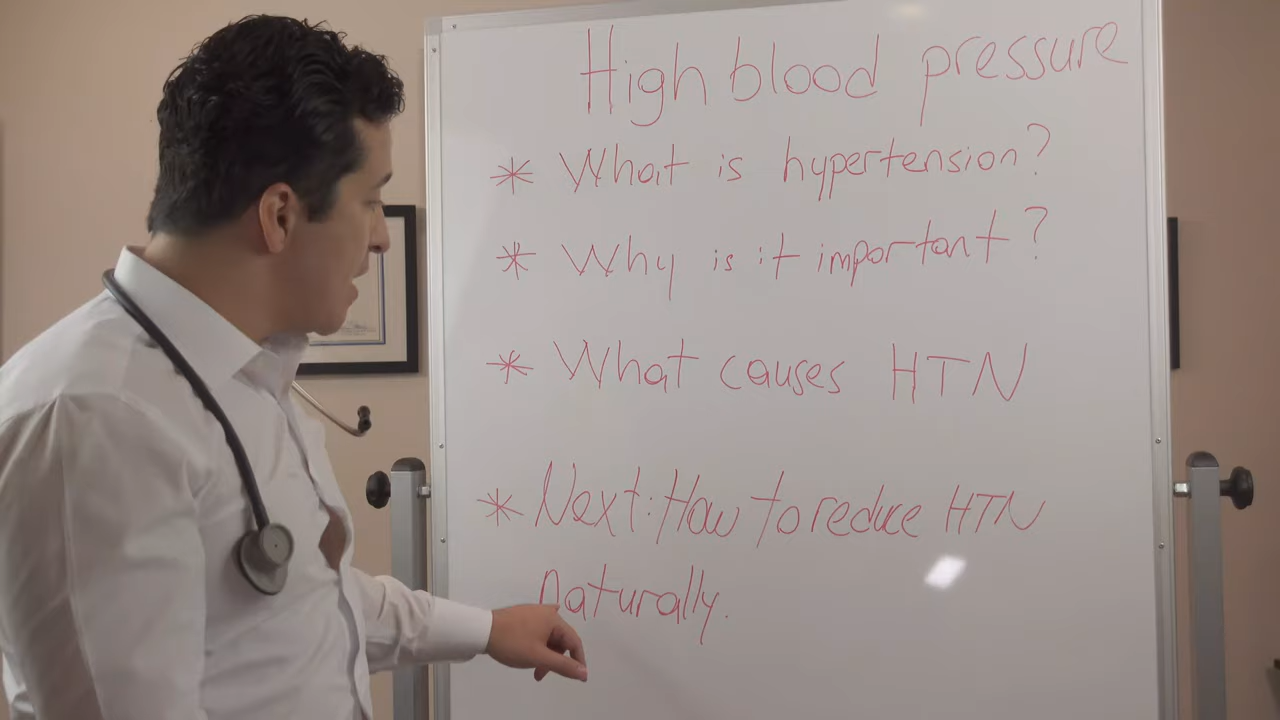 High blood pressure
* What is hypertension?
* Why is it important?
* What causes HTN
* Next: How to reduce HTN
naturally.